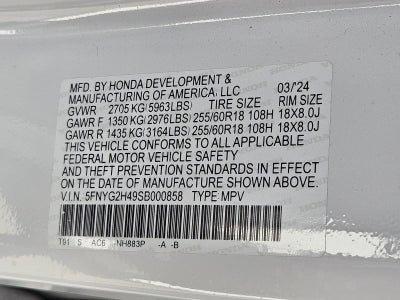 MFD. BY HONDA DEVELOPMENT &
MANUFACTURING OF AMERICA, LLC 03/'24
GVWR 2705 KG(5963LBS) TIRE SIZE RIM SIZE
GAWR F 1350 KG(2976LBS) 255/60R18 108H 18X8.0J
GAWR R 1435 KG(3164LBS) 255/60R18 108H 18X8.0J
THIS VEHICLE CONFORMS TO ALL APPLICABLE
FEDERAL MOTOR VEHICLE SAFETY
AND THEFT PREVENTION STANDARDS
IN EFFECT ON THE DATE OF
MANUFACTURE SHOWN ABOVE.
V.I.N. 5FNYG2H49SB000858 TYPE: MPV
T91 S AC6 -NH883P -A -B